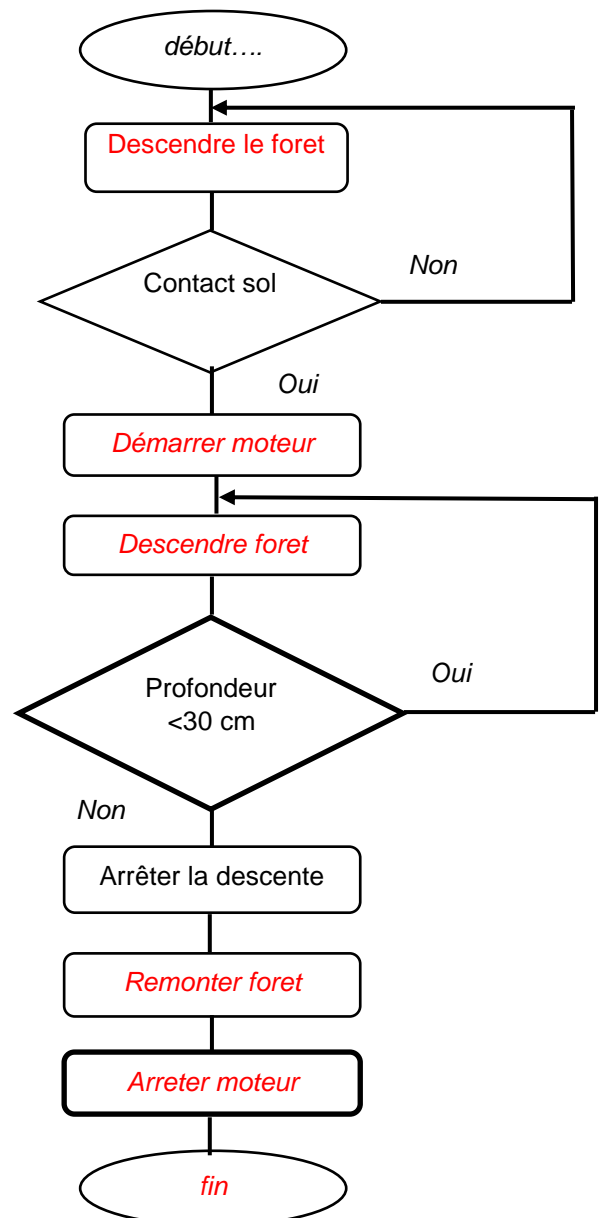 début....
Descendre le foret
Contact sol
Non
Oui
Démarrer moteur
Descendre foret
Profondeur
<30 cm
Oui
Non
Arrêter la descente
Remonter foret
Arreter moteur
fin